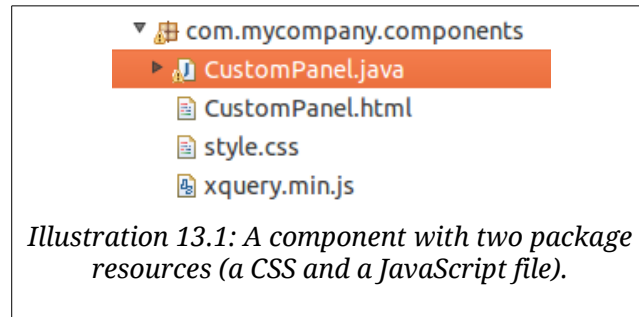 com.mycompany.components
CustomPanel.java
CustomPanel.html
style.css
xquery.min.js
Illustration 13.1: A component with two package
resources (a CSS and a JavaScript file).